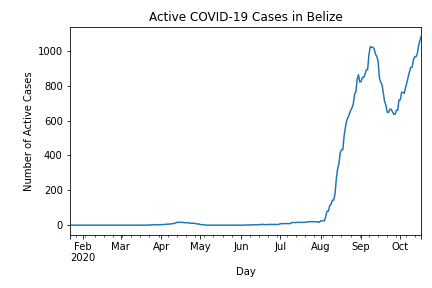 Active COVID-19 Cases in Belize
Number of Active Cases
1000
800
600
400
200
0
Feb
2020
Mar
Apr
May
Jun
Jul
Aug
Sep
Oct
Day